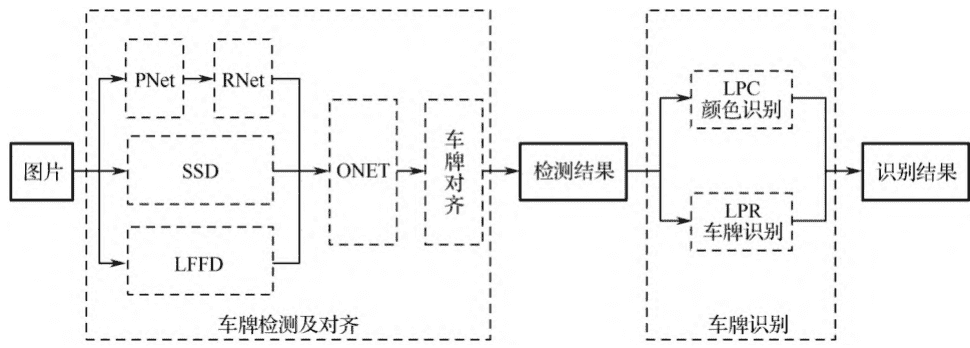 图片
PNet
RNet
SSD
LFFD
ONET
车牌对齐
车牌检测及对齐
检测结果
LPC
颜色识别
LPR
车牌识别
车牌识别
识别结果